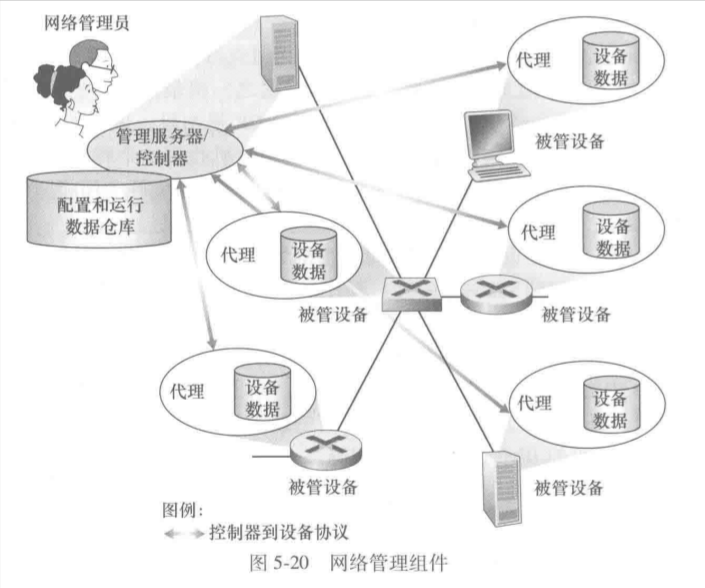 网络管理员
代理
设备
数据
管理服务器/
控制器
被管设备
配置和运行
数据仓库
代理
设备
数据
代理
设备
数据
被管设备
被管设备
代理
设备
数据
代理
设备
数据
被管设备
被管设备
图例：
控制器到设备协议
图 5-20 网络管理组件